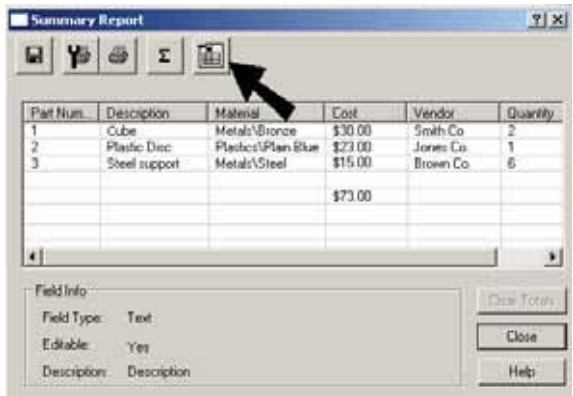 Summary Report
Σ
Part Num... Description Material Cost Vendor Quantity
1 Cube Metals\Bronze $30.00 Smith Co 2
2 Plastic Disc Plastics\Plain Blue $23.00 Jones Co 1
3 Steel support Metals\Steel $15.00 Brown Co 6
$73.00
Field Info
Field Type: Text
Editable: Yes
Description: Description
Clear Totals
Close
Help